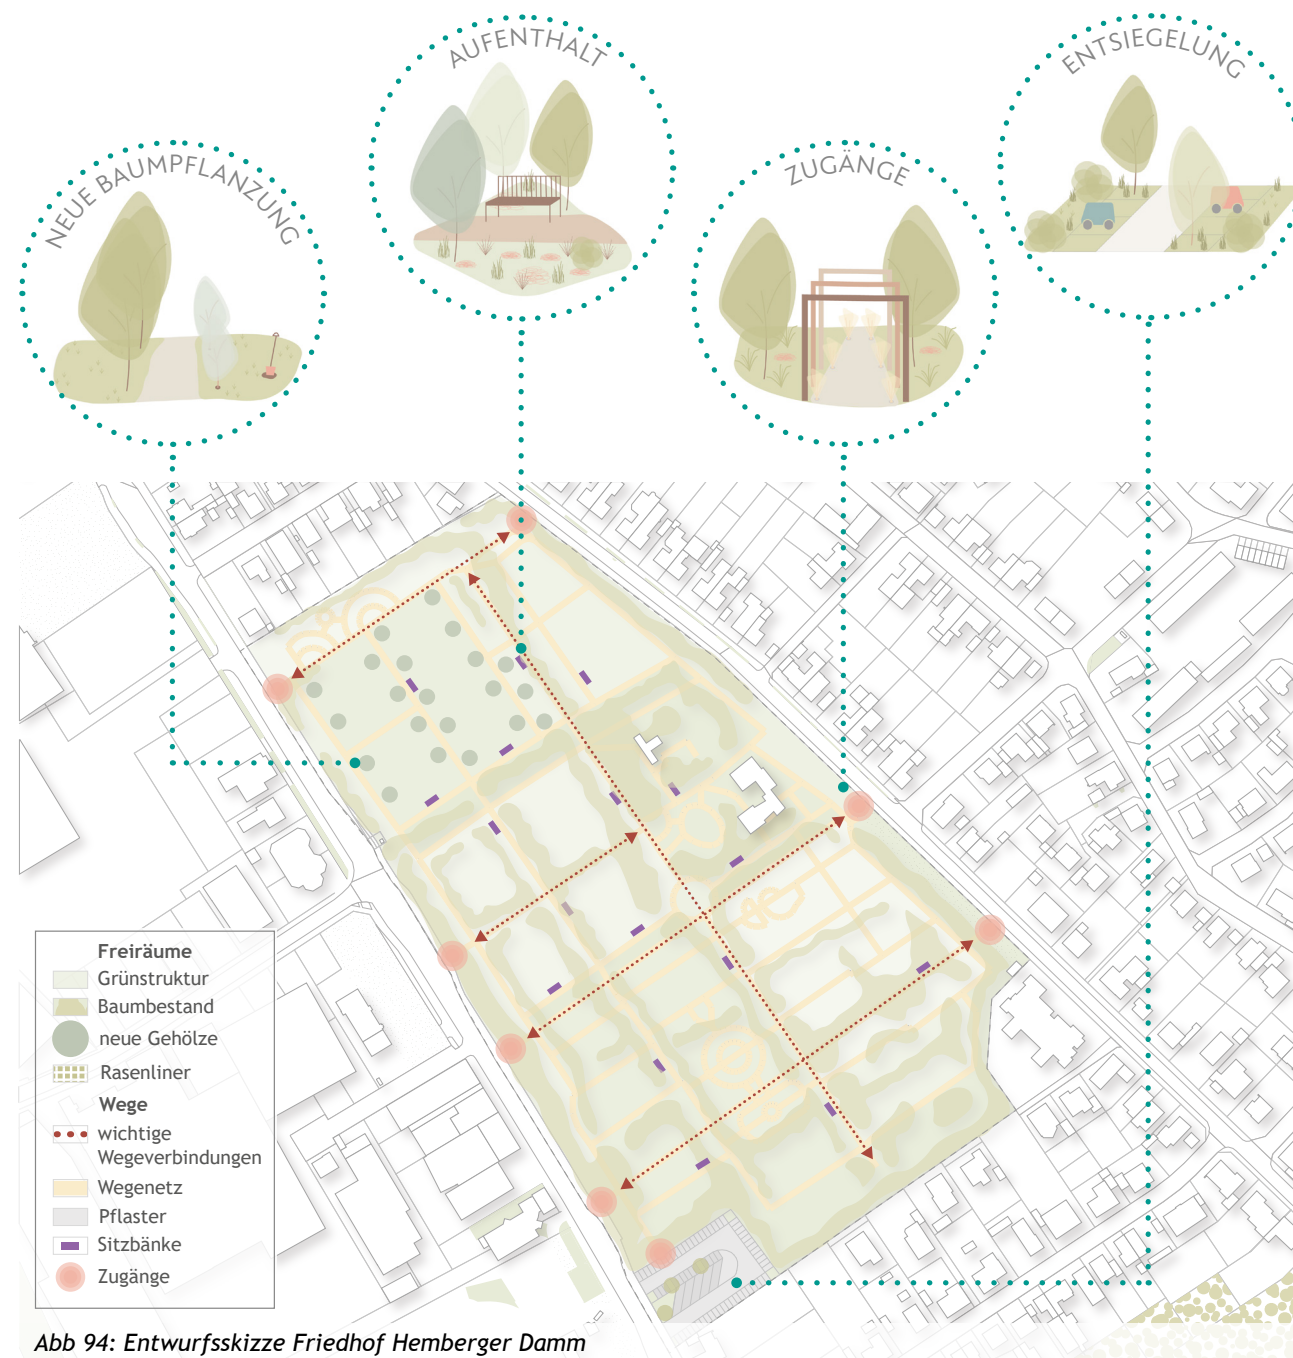 NEUE BAUMPFLANZUNG
AUFENTHALT
ZUGÄNGE
ENTSIEGELUNG
Freiräume
Grünstruktur
Baumbestand
neue Gehölze
Rasenliner
Wege
wichtige
Wegeverbindungen
Wegenetz
Pflaster
Sitzbänke
Zugänge
Abb 94: Entwurfsskizze Friedhof Hemberger Damm